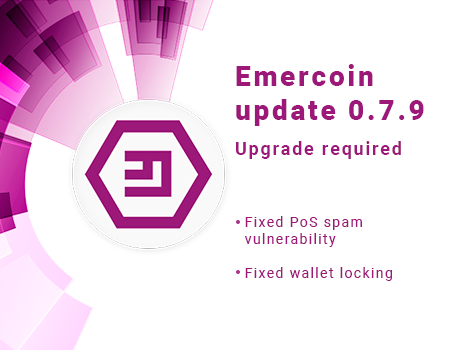 Emercoin
update 0.7.9
Upgrade required
• Fixed PoS spam
vulnerability
• Fixed wallet locking